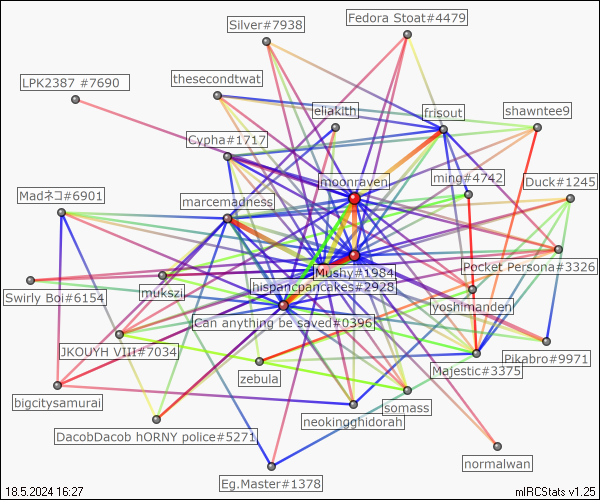 Fedora Stoat#4479
Silver#7938
thesecondtwat
LPK2387 #7690
eliakith
frisout
shawntee9
Cypha#1717
moonraven
ming#4742
Duck#1245
Madネコ#6901
marcemadness
Mushy#1984
Pocket Persona#3326
hispancpancakes#2928
mukszi
Swirly Boi#6154
yoshimanden
Can anything be saved#0396
JKOUYH VIII#7034
Pikabro#9971
Majestic#3375
zebula
bigcitysamurai
somass
neokingghidorah
DacobDacob hORNY police#5271
normalwan
Eg.Master#1378
18.5.2024 16:27
mIRCStats v1.25